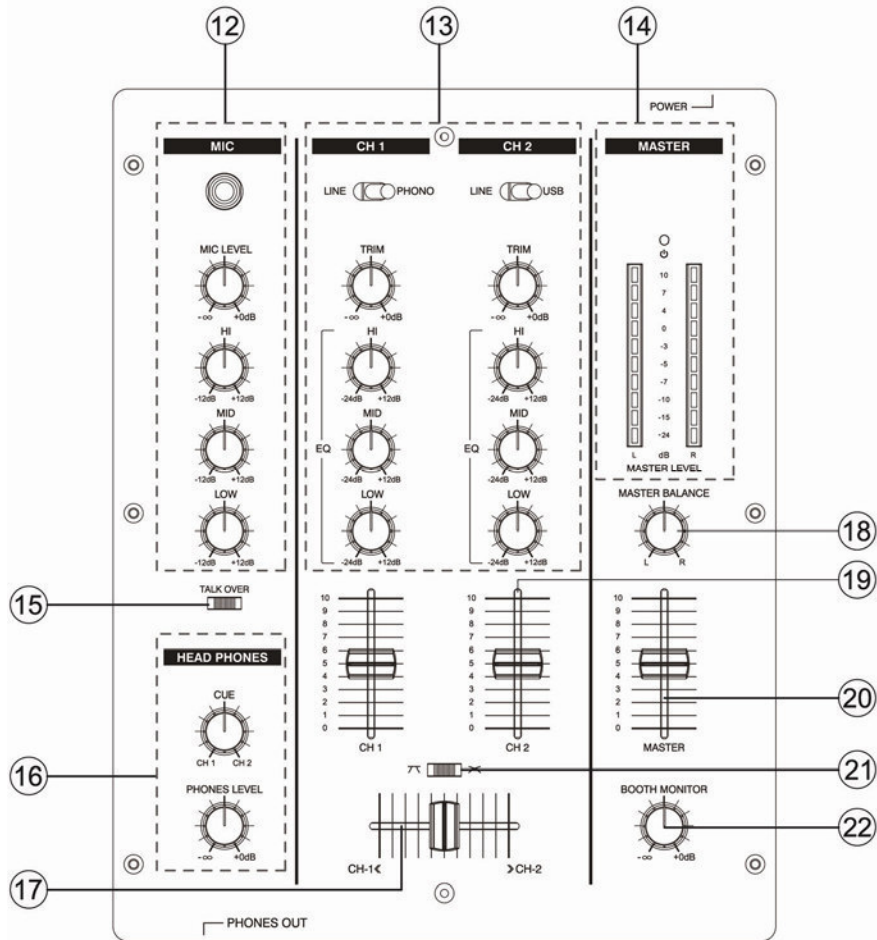 12 13 14
POWER
MIC CH 1 CH 2 MASTER
LINE PHONO LINE USB
MIC LEVEL TRIM TRIM
-∞ +0dB -∞ +0dB -∞ +0dB
HI HI HI
-12dB +12dB -24dB +12dB -24dB +12dB
MID MID MID
EQ EQ
-12dB +12dB -24dB +12dB -24dB +12dB
LOW LOW LOW
-12dB +12dB -24dB +12dB -24dB +12dB
10
7
4
0
-3
-5
-7
-10
-15
-24
L dB R
MASTER LEVEL
MASTER BALANCE
L R
18
15
TALK OVER
19
10 10 10
9 9 9
8 8 8
7 7 7
6 6 6
5 5 5
4 4 4
3 3 3
2 2 2
1 1 1
0 0 0
CH 1 CH 2 MASTER
20
HEAD PHONES
CUE
CH 1 CH 2
16
PHONES LEVEL
-∞ +0dB
21
BOOTH MONITOR
-∞ +0dB
22
CH-1 CH-2
17
PHONES OUT